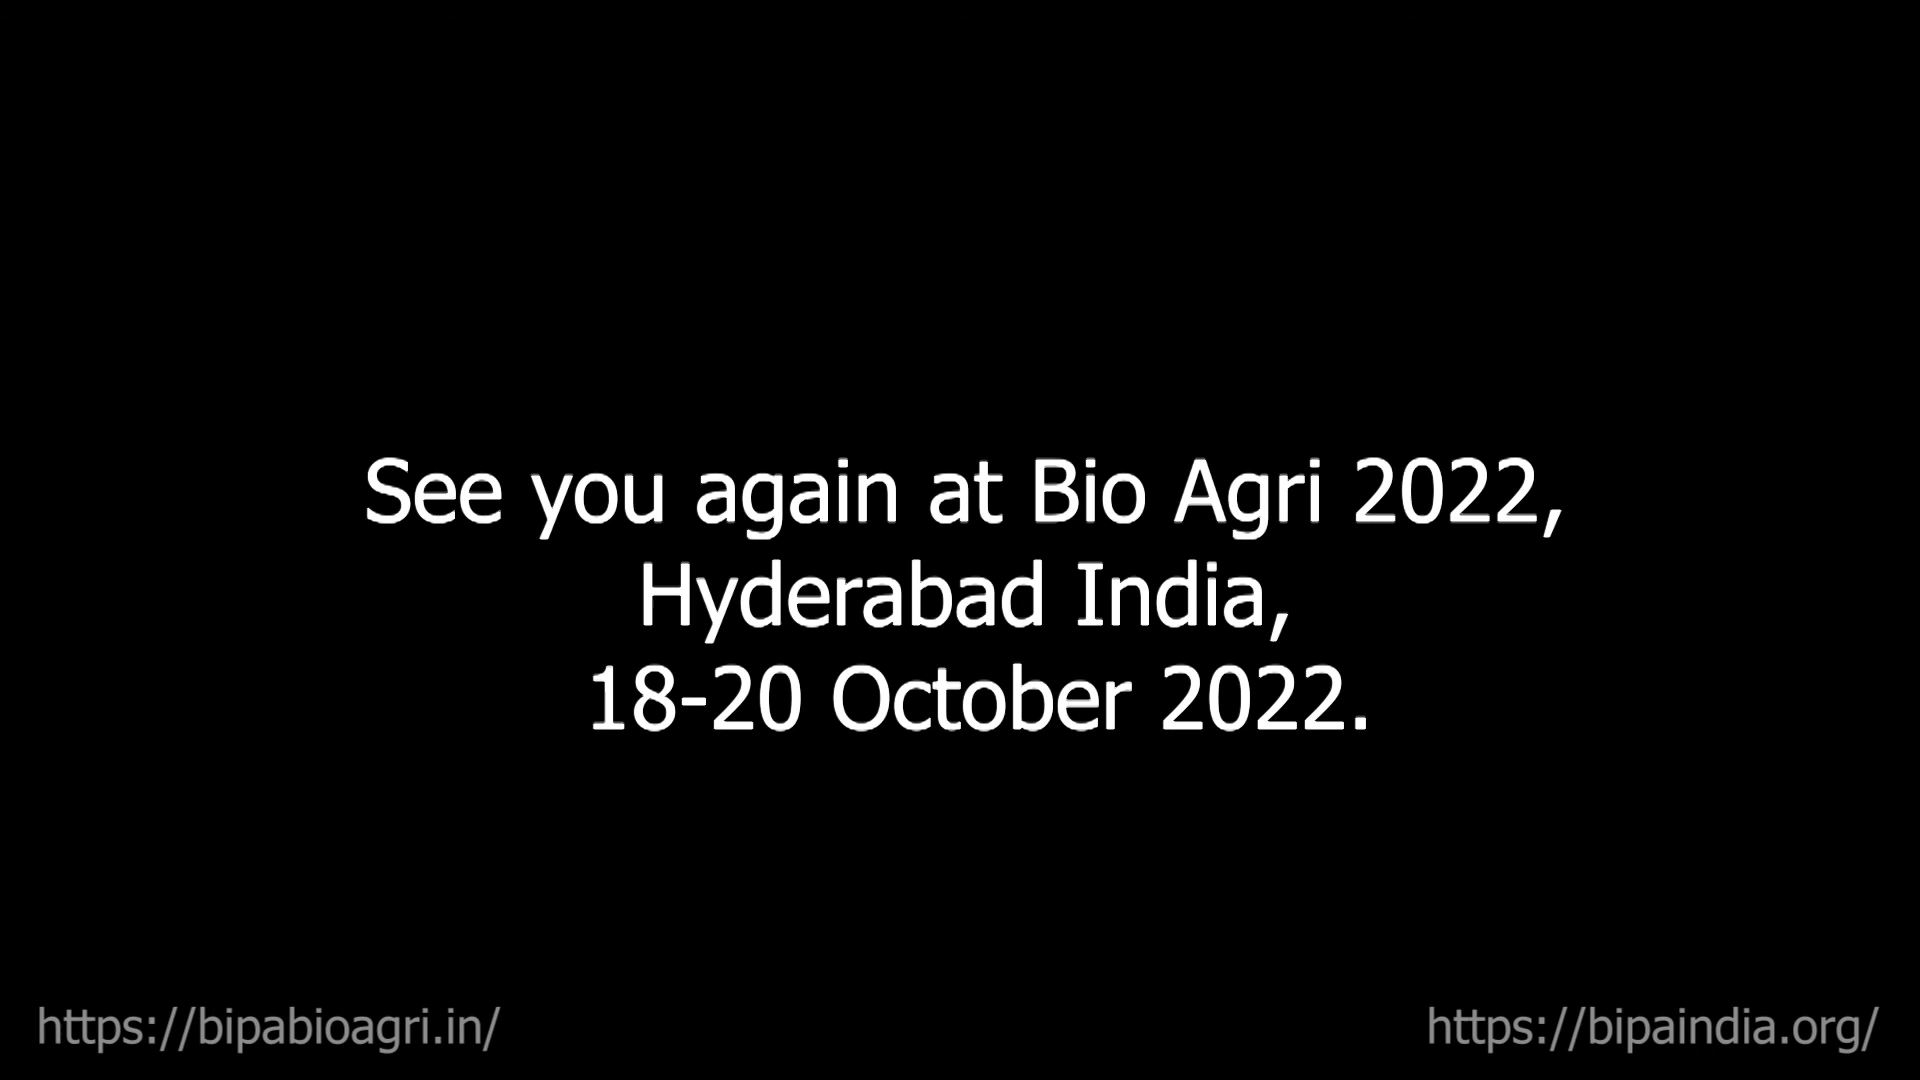 See you again at Bio Agri 2022,
Hyderabad India,
18-20 October 2022.
https://bipabioagri.in/
https://bipaindia.org/